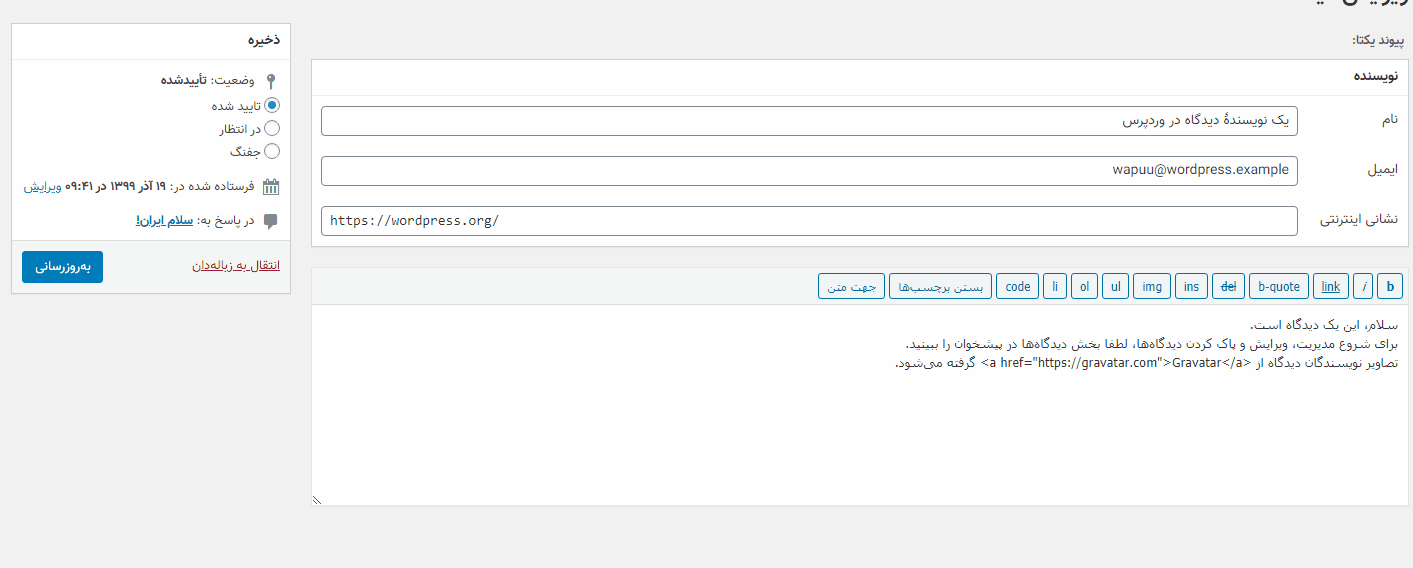 پیوند یکتا:
نویسنده
نام
یک نویسندهٔ دیدگاه در وردپرس
ایمیل
wapuu@wordpress.example
نشانی اینترنتی
https://wordpress.org/
b i link b-quote del ins img ul ol li code بستن برچسب‌ها جهت متن
سلام، این یک دیدگاه است.
برای شروع مدیریت، ویرایش و پاک کردن دیدگاه‌ها، لطفا بخش دیدگاه‌ها در پیشخوان را ببینید.
تصاویر نویسندگان دیدگاه از <a href="https://gravatar.com">Gravatar</a> گرفته می‌شود.
ذخیره
وضعیت: تأییدشده
تایید شده
در انتظار
جفنگ
فرستاده شده در: ۱۹ آذر ۱۳۹۹ در ۰۹:۴۱ ویرایش
در پاسخ به: سلام ایران!
انتقال به زباله‌دان
به‌روزرسانی